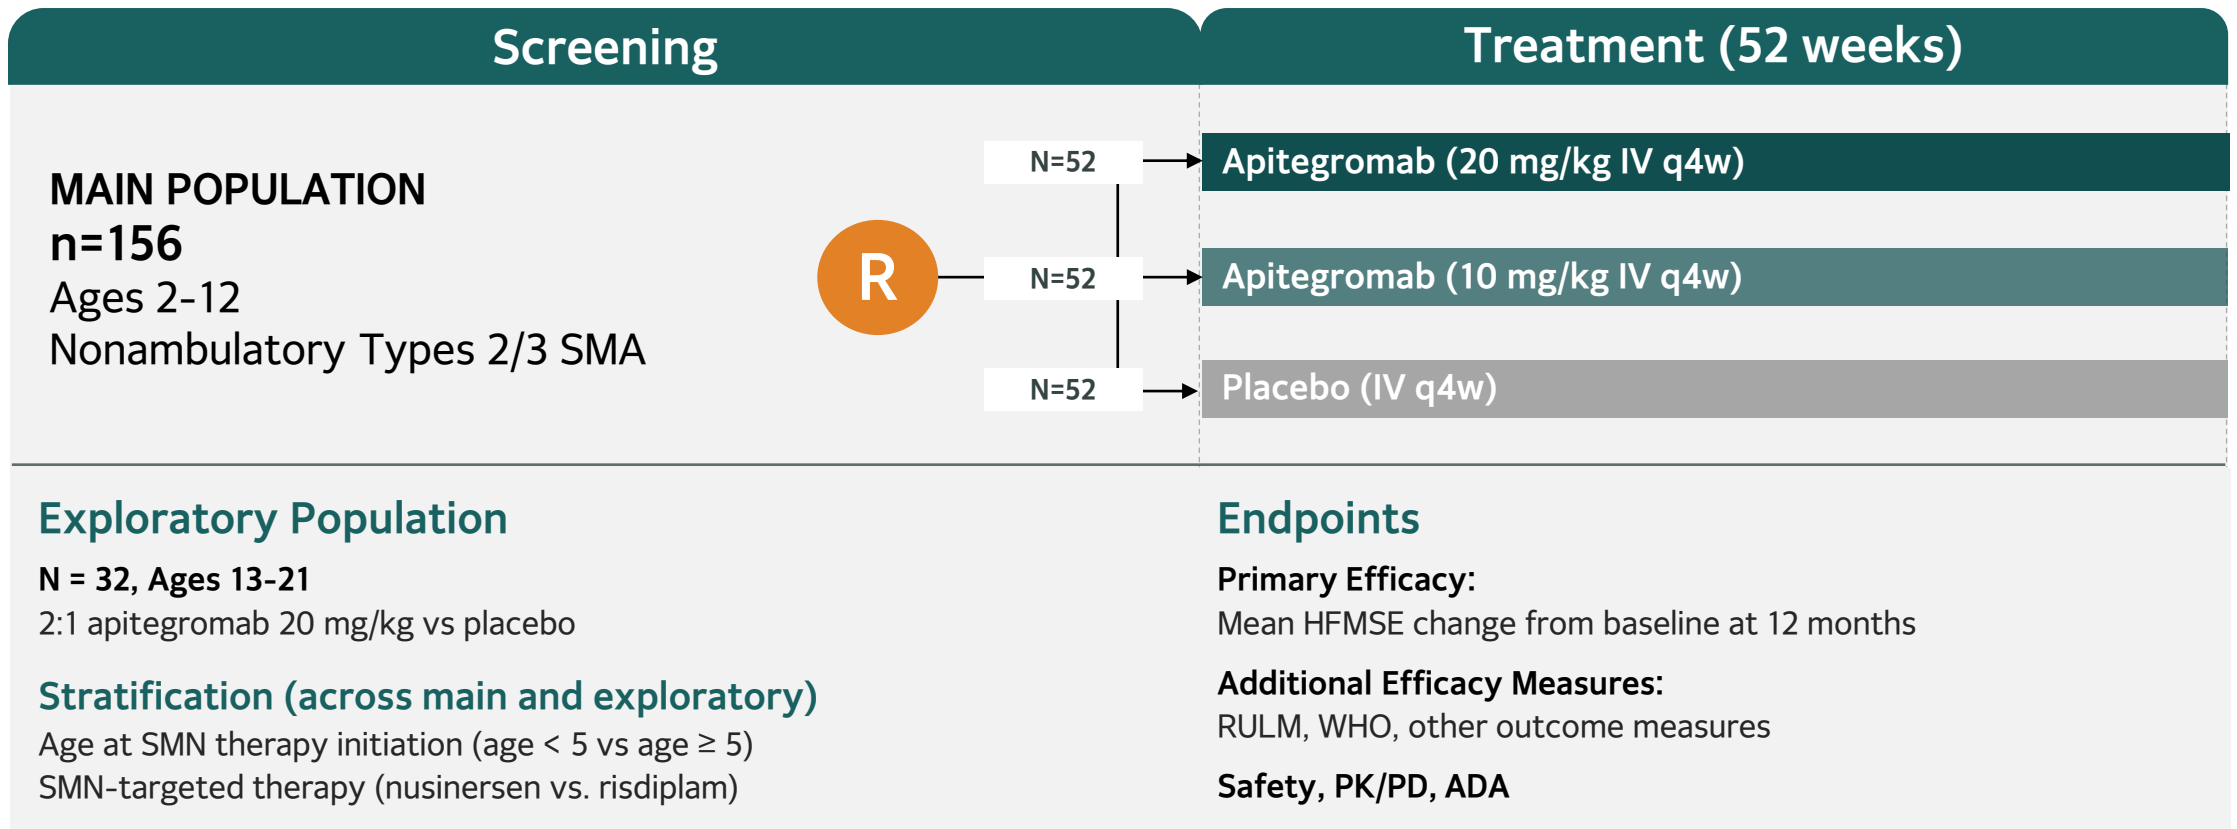 Screening
Treatment (52 weeks)
MAIN POPULATION
n=156
Ages 2-12
Nonambulatory Types 2/3 SMA
R
N=52
Apitegromab (20 mg/kg IV q4w)
N=52
Apitegromab (10 mg/kg IV q4w)
N=52
Placebo (IV q4w)
Exploratory Population
N = 32, Ages 13-21
2:1 apitegromab 20 mg/kg vs placebo
Stratification (across main and exploratory)
Age at SMN therapy initiation (age < 5 vs age ≥ 5)
SMN-targeted therapy (nusinersen vs. risdiplam)
Endpoints
Primary Efficacy:
Mean HFMSE change from baseline at 12 months
Additional Efficacy Measures:
RULM, WHO, other outcome measures
Safety, PK/PD, ADA